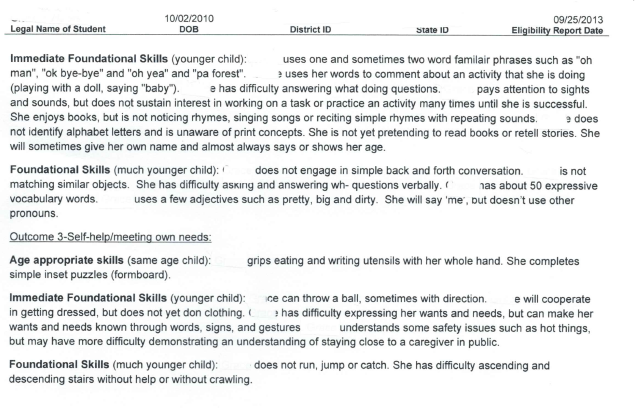 10/02/2010 09/25/2013
Legal Name of Student DOB District ID State ID Eligibility Report Date
Immediate Foundational Skills (younger child): uses one and sometimes two word familair phrases such as "oh
man", "ok bye-bye" and "oh yea" and "pa forest". e uses her words to comment about an activity that she is doing
(playing with a doll, saying "baby"). e has difficulty answering what doing questions. pays attention to sights
and sounds, but does not sustain interest in working on a task or practice an activity many times until she is successful.
She enjoys books, but is not noticing rhymes, singing songs or reciting simple rhymes with repeating sounds. e does
not identify alphabet letters and is unaware of print concepts. She is not yet pretending to read books or retell stories. She
will sometimes give her own name and almost always says or shows her age.
Foundational Skills (much younger child): does not engage in simple back and forth conversation. is not
matching similar objects. She has difficulty asking and answering wh- questions verbally. has about 50 expressive
vocabulary words. uses a few adjectives such as pretty, big and dirty. She will say 'me', but doesn't use other
pronouns.
Outcome 3-Self-help/meeting own needs:
Age appropriate skills (same age child): grips eating and writing utensils with her whole hand. She completes
simple inset puzzles (formboard).
Immediate Foundational Skills (younger child): ce can throw a ball, sometimes with direction. e will cooperate
in getting dressed, but does not yet don clothing. e has difficulty expressing her wants and needs, but can make her
wants and needs known through words, signs, and gestures understands some safety issues such as hot things,
but may have more difficulty demonstrating an understanding of staying close to a caregiver in public.
Foundational Skills (much younger child): does not run, jump or catch. She has difficulty ascending and
descending stairs without help or without crawling.